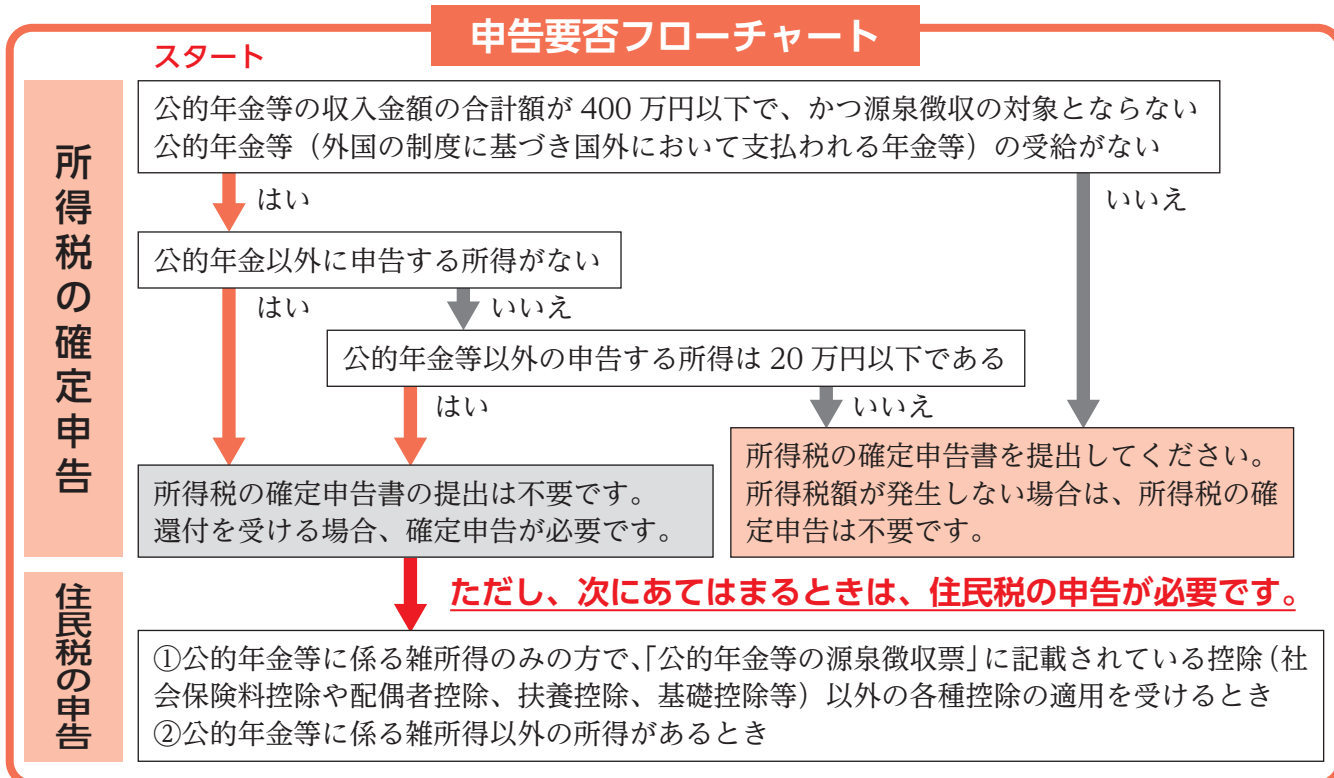 申告要否フローチャート
スタート
所得税の確定申告
公的年金等の収入金額の合計額が 400 万円以下で、かつ源泉徴収の対象とならない
公的年金等（外国の制度に基づき国外において支払われる年金等）の受給がない
はい
いいえ
公的年金以外に申告する所得がない
はい
いいえ
公的年金等以外の申告する所得は 20 万円以下である
はい
いいえ
所得税の確定申告書の提出は不要です。
還付を受ける場合、確定申告が必要です。
所得税の確定申告書を提出してください。
所得税額が発生しない場合は、所得税の確
定申告は不要です。
住民税の申告
ただし、次にあてはまるときは、住民税の申告が必要です。
①公的年金等に係る雑所得のみの方で、「公的年金等の源泉徴収票」に記載されている控除（社
会保険料控除や配偶者控除、扶養控除、基礎控除等）以外の各種控除の適用を受けるとき
②公的年金等に係る雑所得以外の所得があるとき